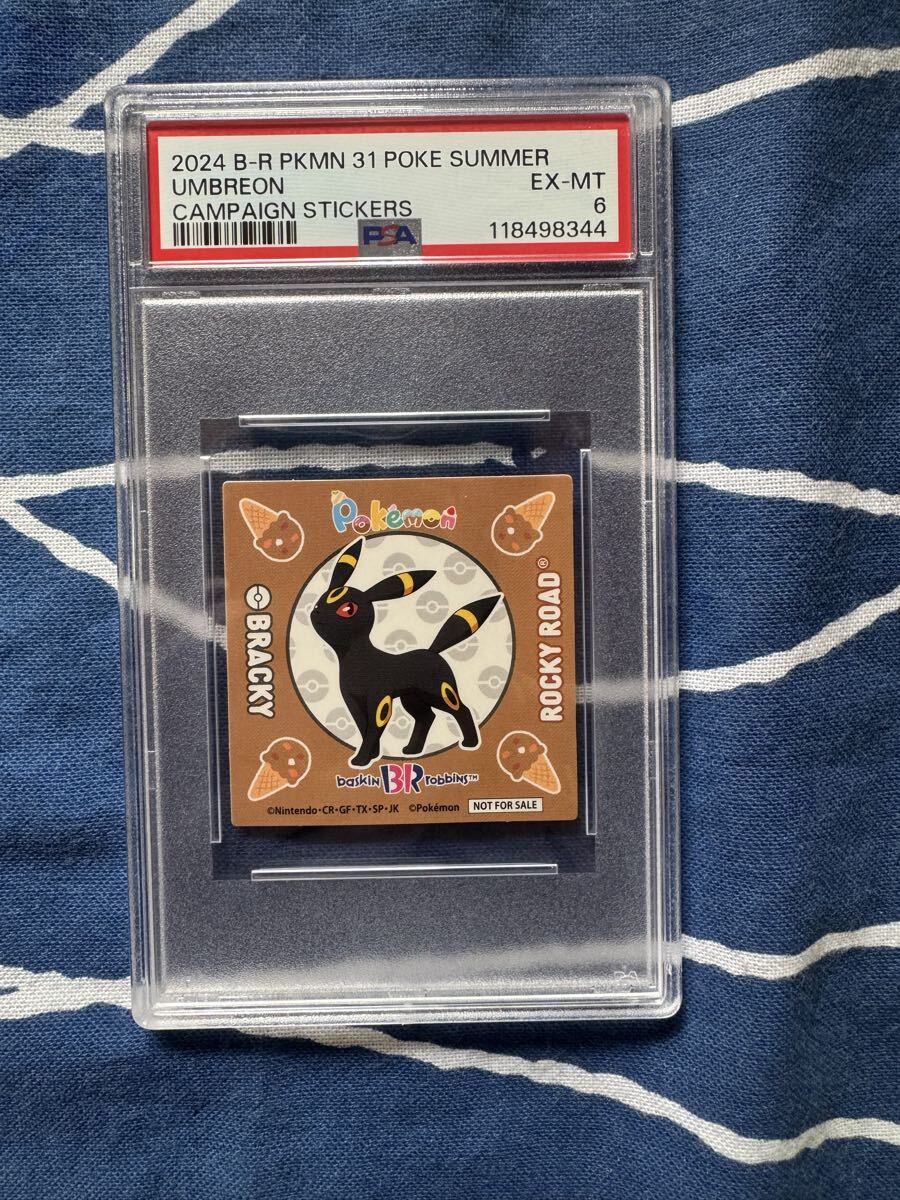 2024 B-R PKMN 31 POKE SUMMER
UMBREON EX-MT
CAMPAIGN STICKERS 6
PSA 118498344
Pokémon
BRACKY
ROCKY ROAD®
baskin BR robbins™
©Nintendo・CR・GF・TX・SP・JK ©Pokémon NOT FOR SALE